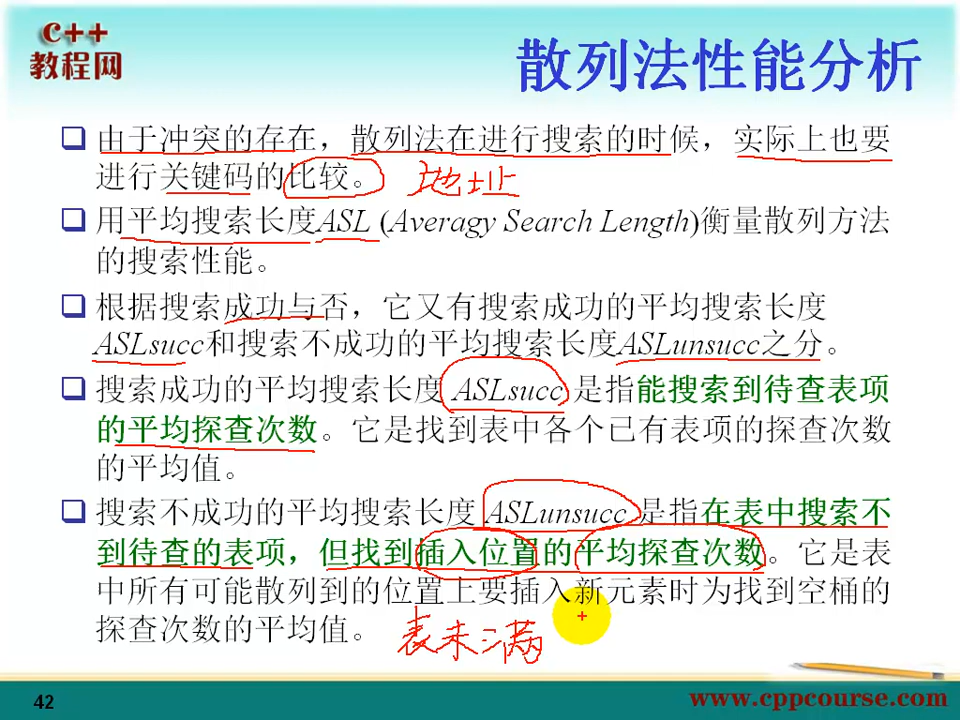 C++
教程网
散列法性能分析
由于冲突的存在，散列法在进行搜索的时候，实际上也要
进行关键码的比较。 地址
用平均搜索长度ASL (Averagy Search Length)衡量散列方法
的搜索性能。
根据搜索成功与否，它又有搜索成功的平均搜索长度
ASLsucc和搜索不成功的平均搜索长度ASLunsucc之分。
搜索成功的平均搜索长度 ASLsucc 是指能搜索到待查表项
的平均探查次数。它是找到表中各个已有表项的探查次数
的平均值。
搜索不成功的平均搜索长度 ASLunsucc 是指在表中搜索不
到待查的表项，但找到插入位置的平均探查次数。它是表
中所有可能散列到的位置上要插入新元素时为找到空桶的
探查次数的平均值。 表未满
42
www.cppcourse.com